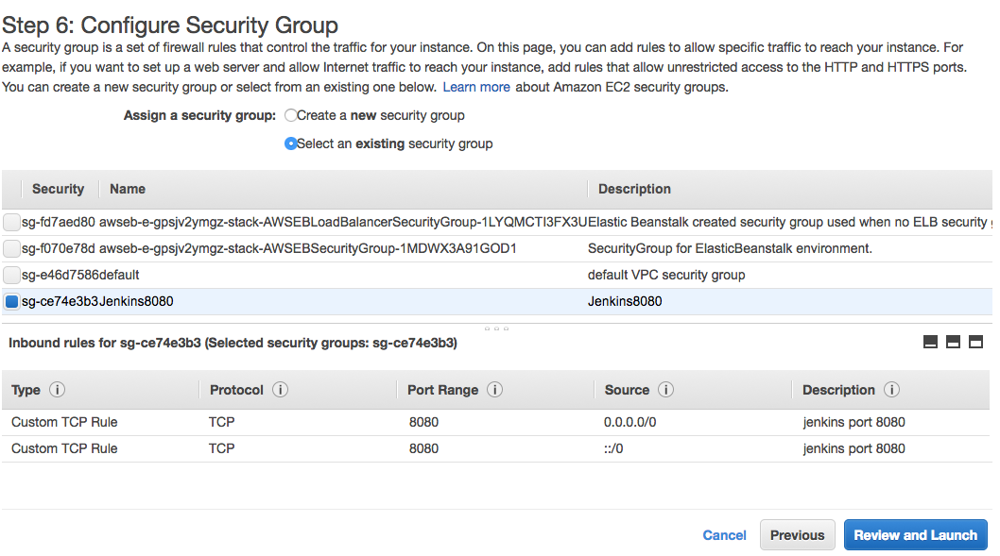 Step 6: Configure Security Group
A security group is a set of firewall rules that control the traffic for your instance. On this page, you can add rules to allow specific traffic to reach your instance. For
example, if you want to set up a web server and allow Internet traffic to reach your instance, add rules that allow unrestricted access to the HTTP and HTTPS ports.
You can create a new security group or select from an existing one below. Learn more about Amazon EC2 security groups.
Assign a security group: Create a new security group
Select an existing security group
Security Name Description
sg-fd7aed80 awseb-e-gpsjv2ymgz-stack-AWSEBLoadBalancerSecurityGroup-1LYQMCTI3FX3U Elastic Beanstalk created security group used when no ELB security
sg-f070e78d awseb-e-gpsjv2ymgz-stack-AWSEBSecurityGroup-1MDWX3A91GOD1 SecurityGroup for ElasticBeanstalk environment.
sg-e46d7586 default default VPC security group
sg-ce74e3b3 Jenkins8080 Jenkins8080
Inbound rules for sg-ce74e3b3 (Selected security groups: sg-ce74e3b3)
Type Protocol Port Range Source Description
Custom TCP Rule TCP 8080 0.0.0.0/0 jenkins port 8080
Custom TCP Rule TCP 8080 ::/0 jenkins port 8080
Cancel Previous Review and Launch